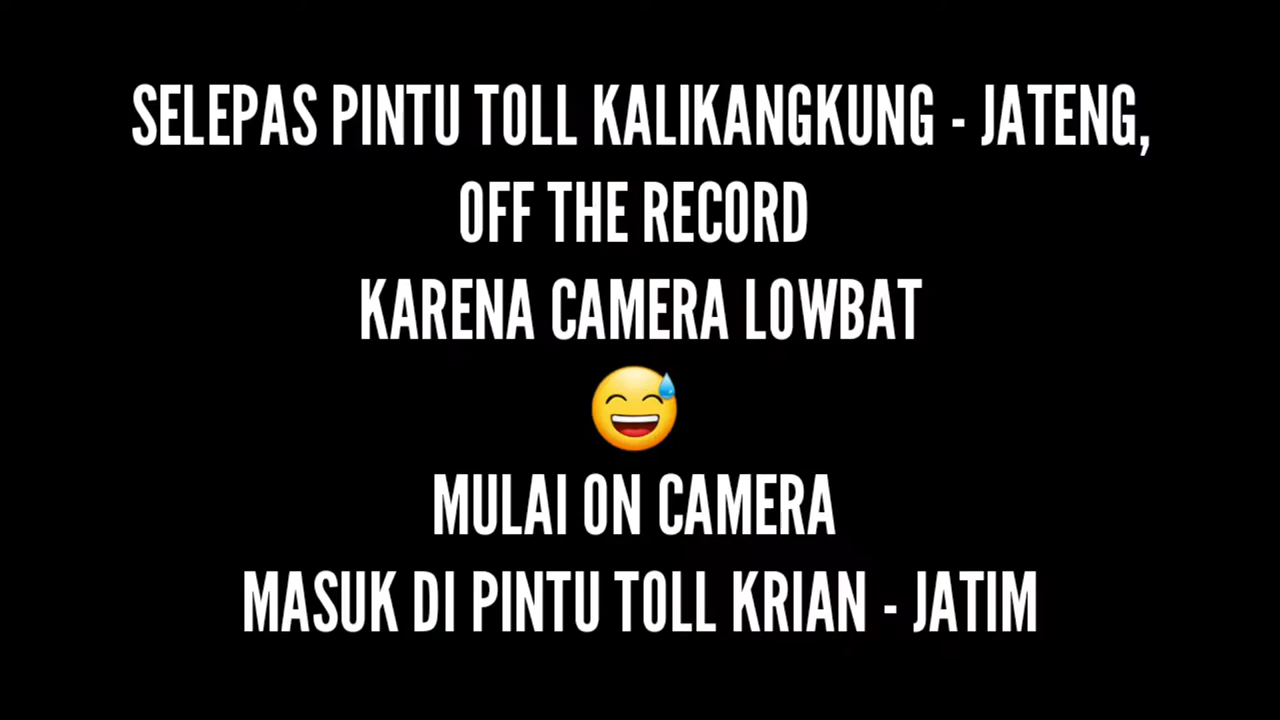 SELEPAS PINTU TOLL KALIKANGKUNG - JATENG,
OFF THE RECORD
KARENA CAMERA LOWBAT
😅
MULAI ON CAMERA
MASUK DI PINTU TOLL KRIAN - JATIM